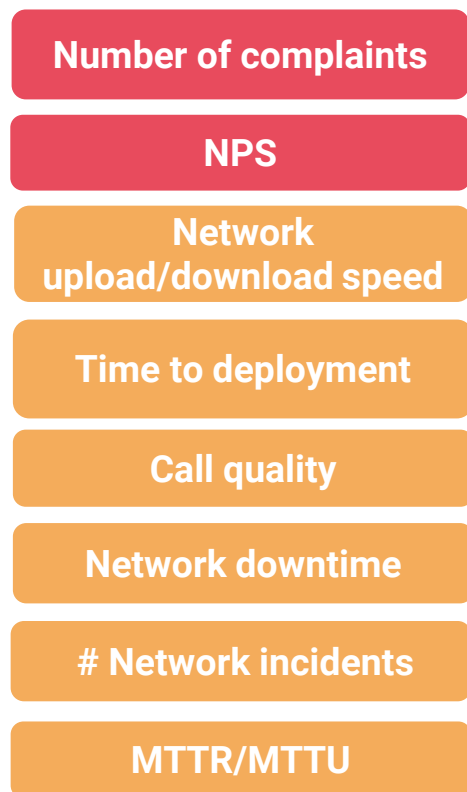 Number of complaints
NPS
Network
upload/download speed
Time to deployment
Call quality
Network downtime
# Network incidents
MTTR/MTTU